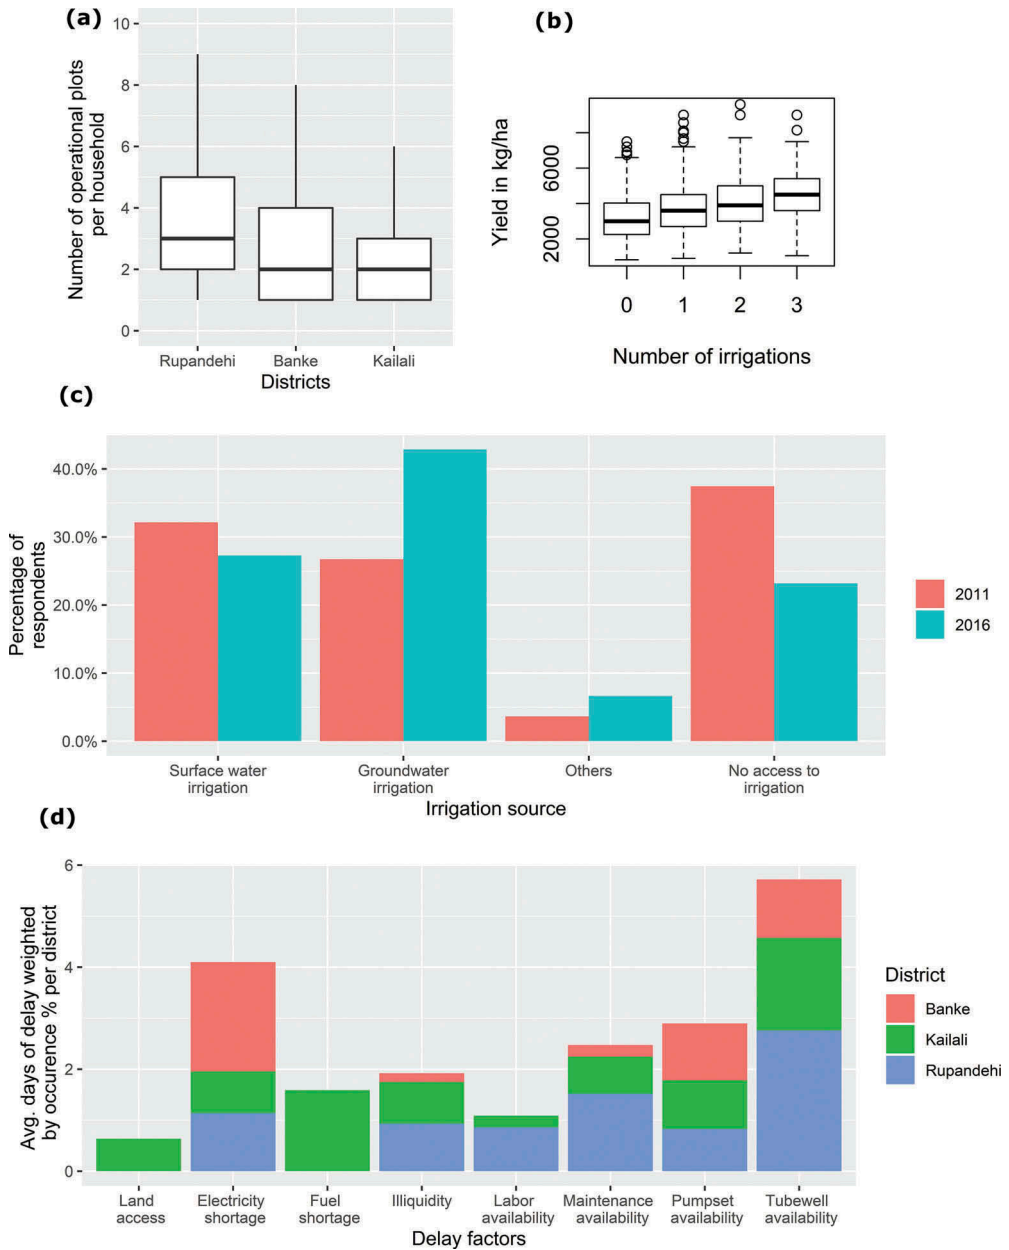 (a)
10
8
6
4
2
0
Number of operational plots
per household
Rupandehi
Banke
Kailali
Districts
(b)
Yield in kg/ha
6000
2000
0
1
2
3
Number of irrigations
(c)
40.0%
30.0%
20.0%
10.0%
0.0%
Percentage of
respondents
Surface water
irrigation
Groundwater
irrigation
Others
No access to
irrigation
Irrigation source
2011
2016
(d)
6
4
2
0
Avg. days of delay weighted
by occurence % per district
Land
access
Electricity
shortage
Fuel
shortage
Illiquidity
Labor
availability
Maintenance
availability
Pumpset
availability
Tubewell
availability
Delay factors
District
Banke
Kailali
Rupandehi